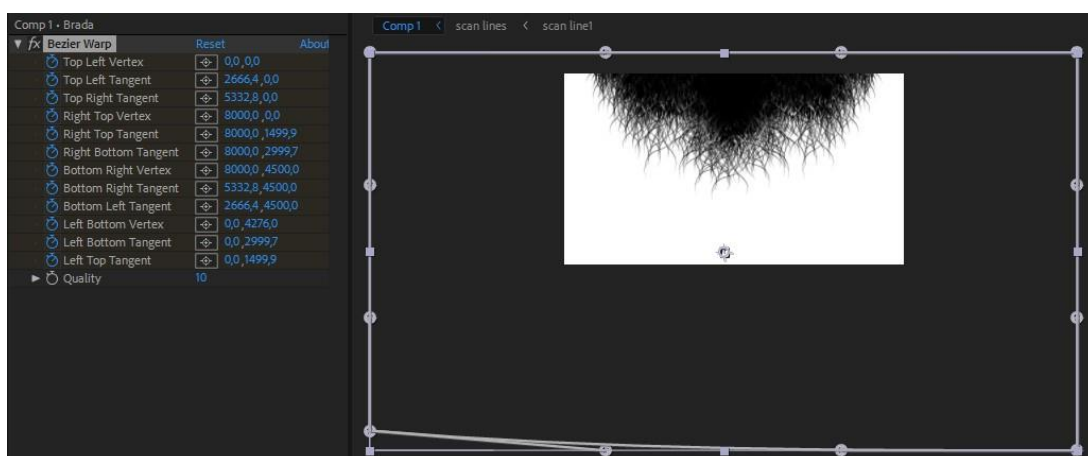 Comp 1 • Brada
fx Bezier Warp Reset About
Top Left Vertex 0,0 ,0,0
Top Left Tangent 2666,4 ,0,0
Top Right Tangent 5332,8 ,0,0
Right Top Vertex 8000,0 ,0,0
Right Top Tangent 8000,0 ,1499,9
Right Bottom Tangent 8000,0 ,2999,7
Bottom Right Vertex 8000,0 ,4500,0
Bottom Right Tangent 5332,8 ,4500,0
Bottom Left Tangent 2666,4 ,4500,0
Left Bottom Vertex 0,0 ,4276,0
Left Bottom Tangent 0,0 ,2999,7
Left Top Tangent 0,0 ,1499,9
Quality 10
Comp 1 < scan lines < scan line1